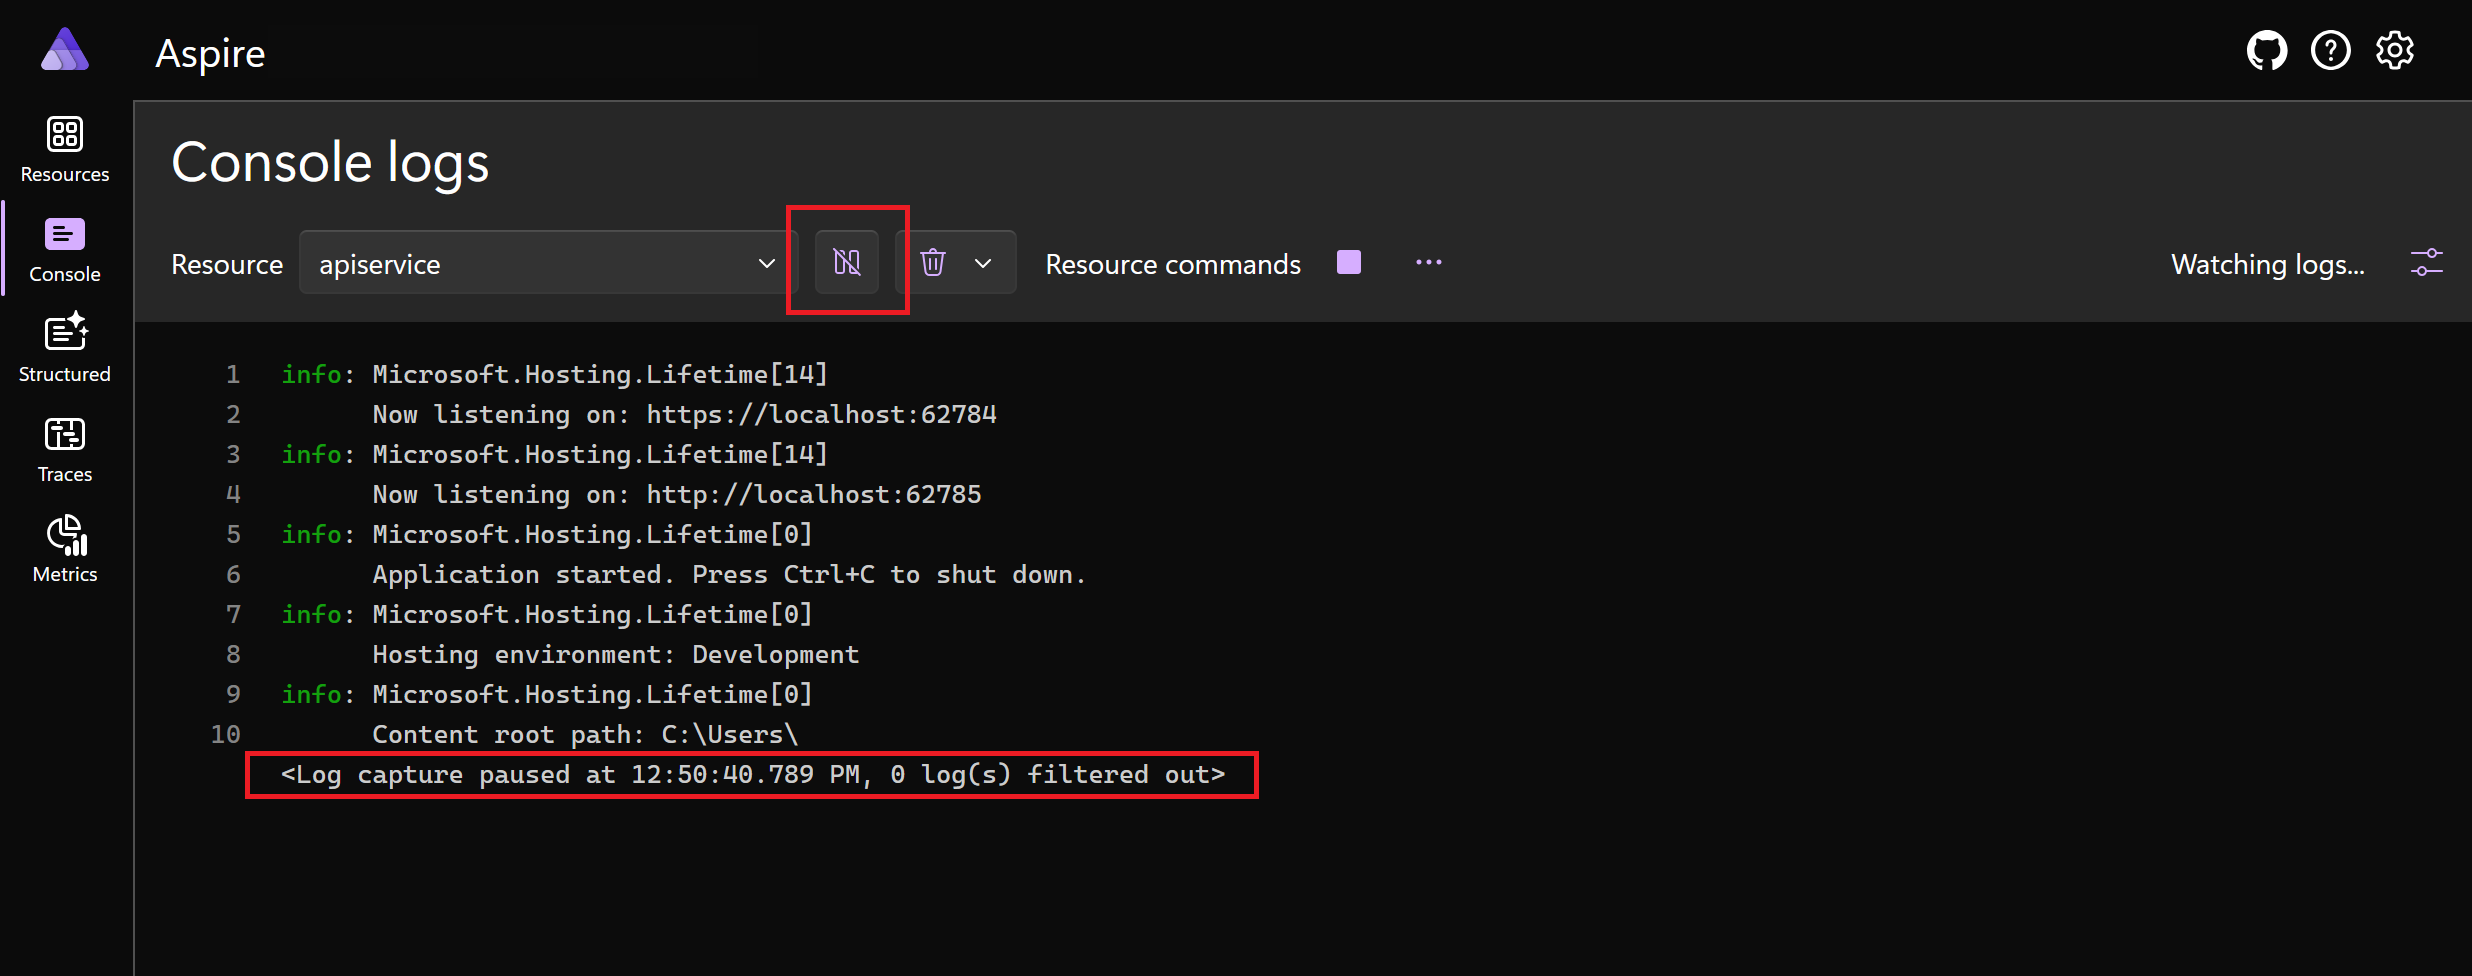 Aspire
Resources
Console
Structured
Traces
Metrics
Console logs
Resource apiservice Resource commands Watching logs...
1 info: Microsoft.Hosting.Lifetime[14]
2 Now listening on: https://localhost:62784
3 info: Microsoft.Hosting.Lifetime[14]
4 Now listening on: http://localhost:62785
5 info: Microsoft.Hosting.Lifetime[0]
6 Application started. Press Ctrl+C to shut down.
7 info: Microsoft.Hosting.Lifetime[0]
8 Hosting environment: Development
9 info: Microsoft.Hosting.Lifetime[0]
10 Content root path: C:\Users\
<Log capture paused at 12:50:40.789 PM, 0 log(s) filtered out>